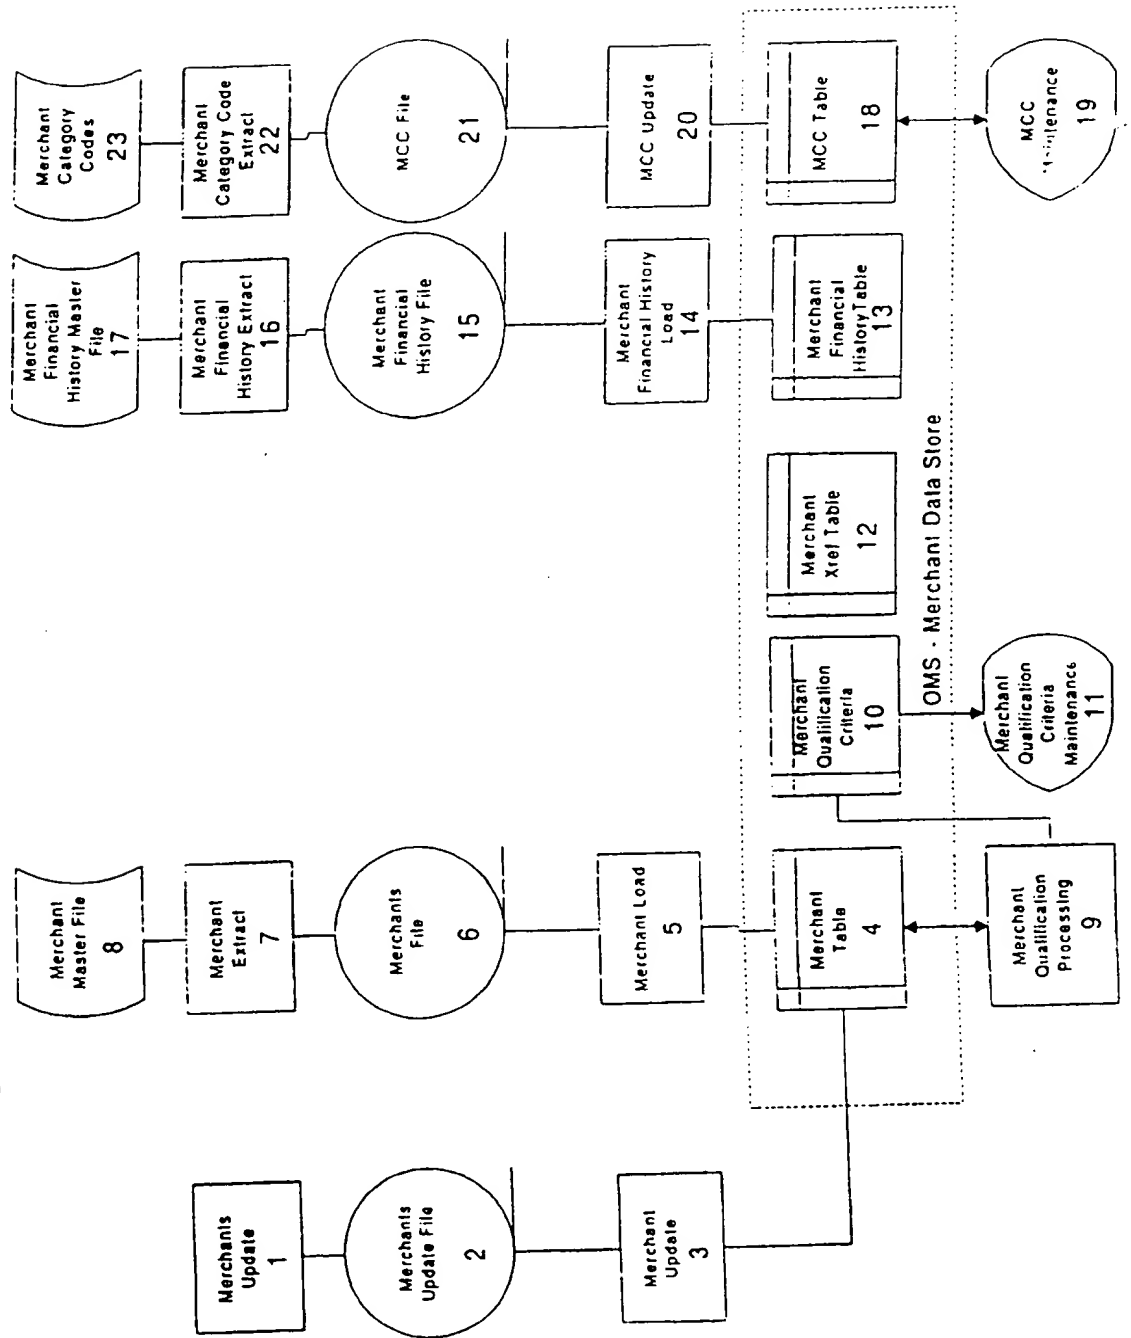 Merchants
Update
1
Merchants
Update File
2
Merchant
Update
3
Merchant
Master File
8
Merchant
Extract
7
Merchants
File
6
Merchant Load
5
Merchant
Table
4
Merchant
Qualification
Processing
9
Merchant
Qualification
Criteria
10
Merchant
Qualification
Criteria
Maintenance
11
Merchant
Xref Table
12
OMS - Merchant Data Store
Merchant
Financial
History Master
File
17
Merchant
Financial
History Extract
16
Merchant
Financial
History File
15
Merchant
Financial History
Load
14
Merchant
Financial
History Table
13
Merchant
Category
Codes
23
Merchant
Category Code
Extract
22
MCC File
21
MCC Update
20
MCC Table
18
MCC
19